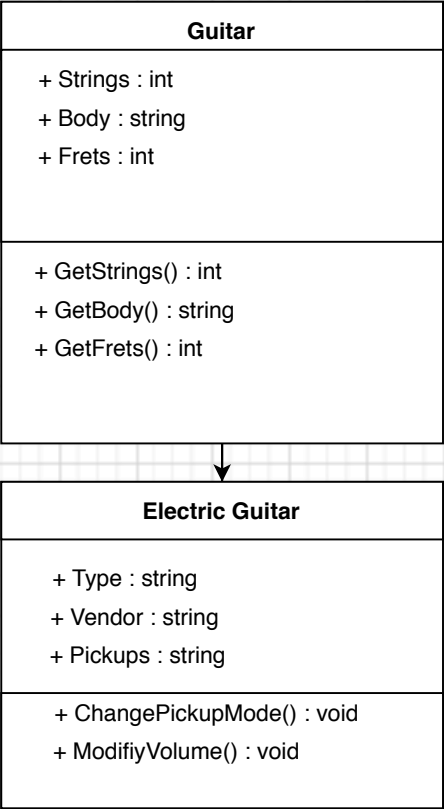 Guitar
+ Strings : int
+ Body : string
+ Frets : int
+ GetStrings() : int
+ GetBody() : string
+ GetFrets() : int
Electric Guitar
+ Type : string
+ Vendor : string
+ Pickups : string
+ ChangePickupMode() : void
+ ModifiyVolume() : void